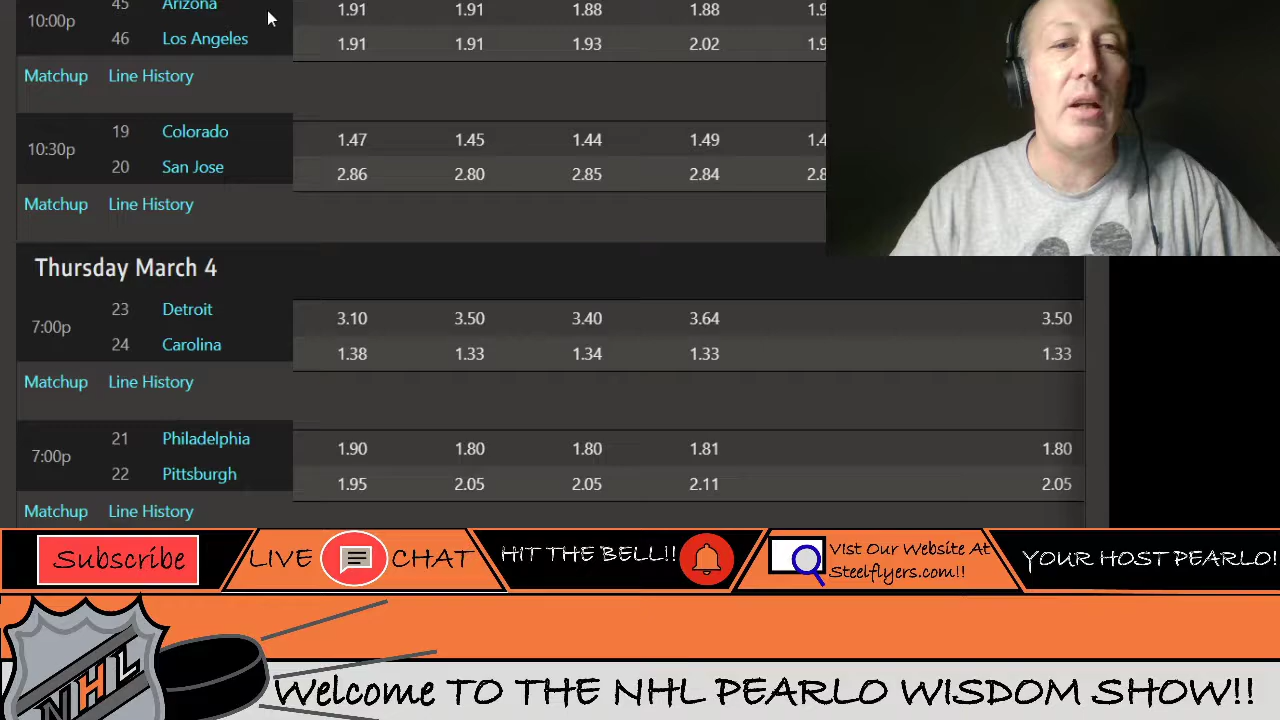 45 Arizona 1.91 1.91 1.88 1.88
10:00p
46 Los Angeles 1.91 1.91 1.93 2.02
Matchup Line History
19 Colorado 1.47 1.45 1.44 1.49
10:30p
20 San Jose 2.86 2.80 2.85 2.84
Matchup Line History
Thursday March 4
23 Detroit 3.10 3.50 3.40 3.64 3.50
7:00p
24 Carolina 1.38 1.33 1.34 1.33 1.33
Matchup Line History
21 Philadelphia 1.90 1.80 1.80 1.81 1.80
7:00p
22 Pittsburgh 1.95 2.05 2.05 2.11 2.05
Matchup Line History
Subscribe
LIVE CHAT
HIT THE BELL!!
VIst Our Website At
Steelflyers.com!!
YOUR HOST PEARLO!
NHL
Welcome TO THE NHL PEARLO WISDOM SHOW!!